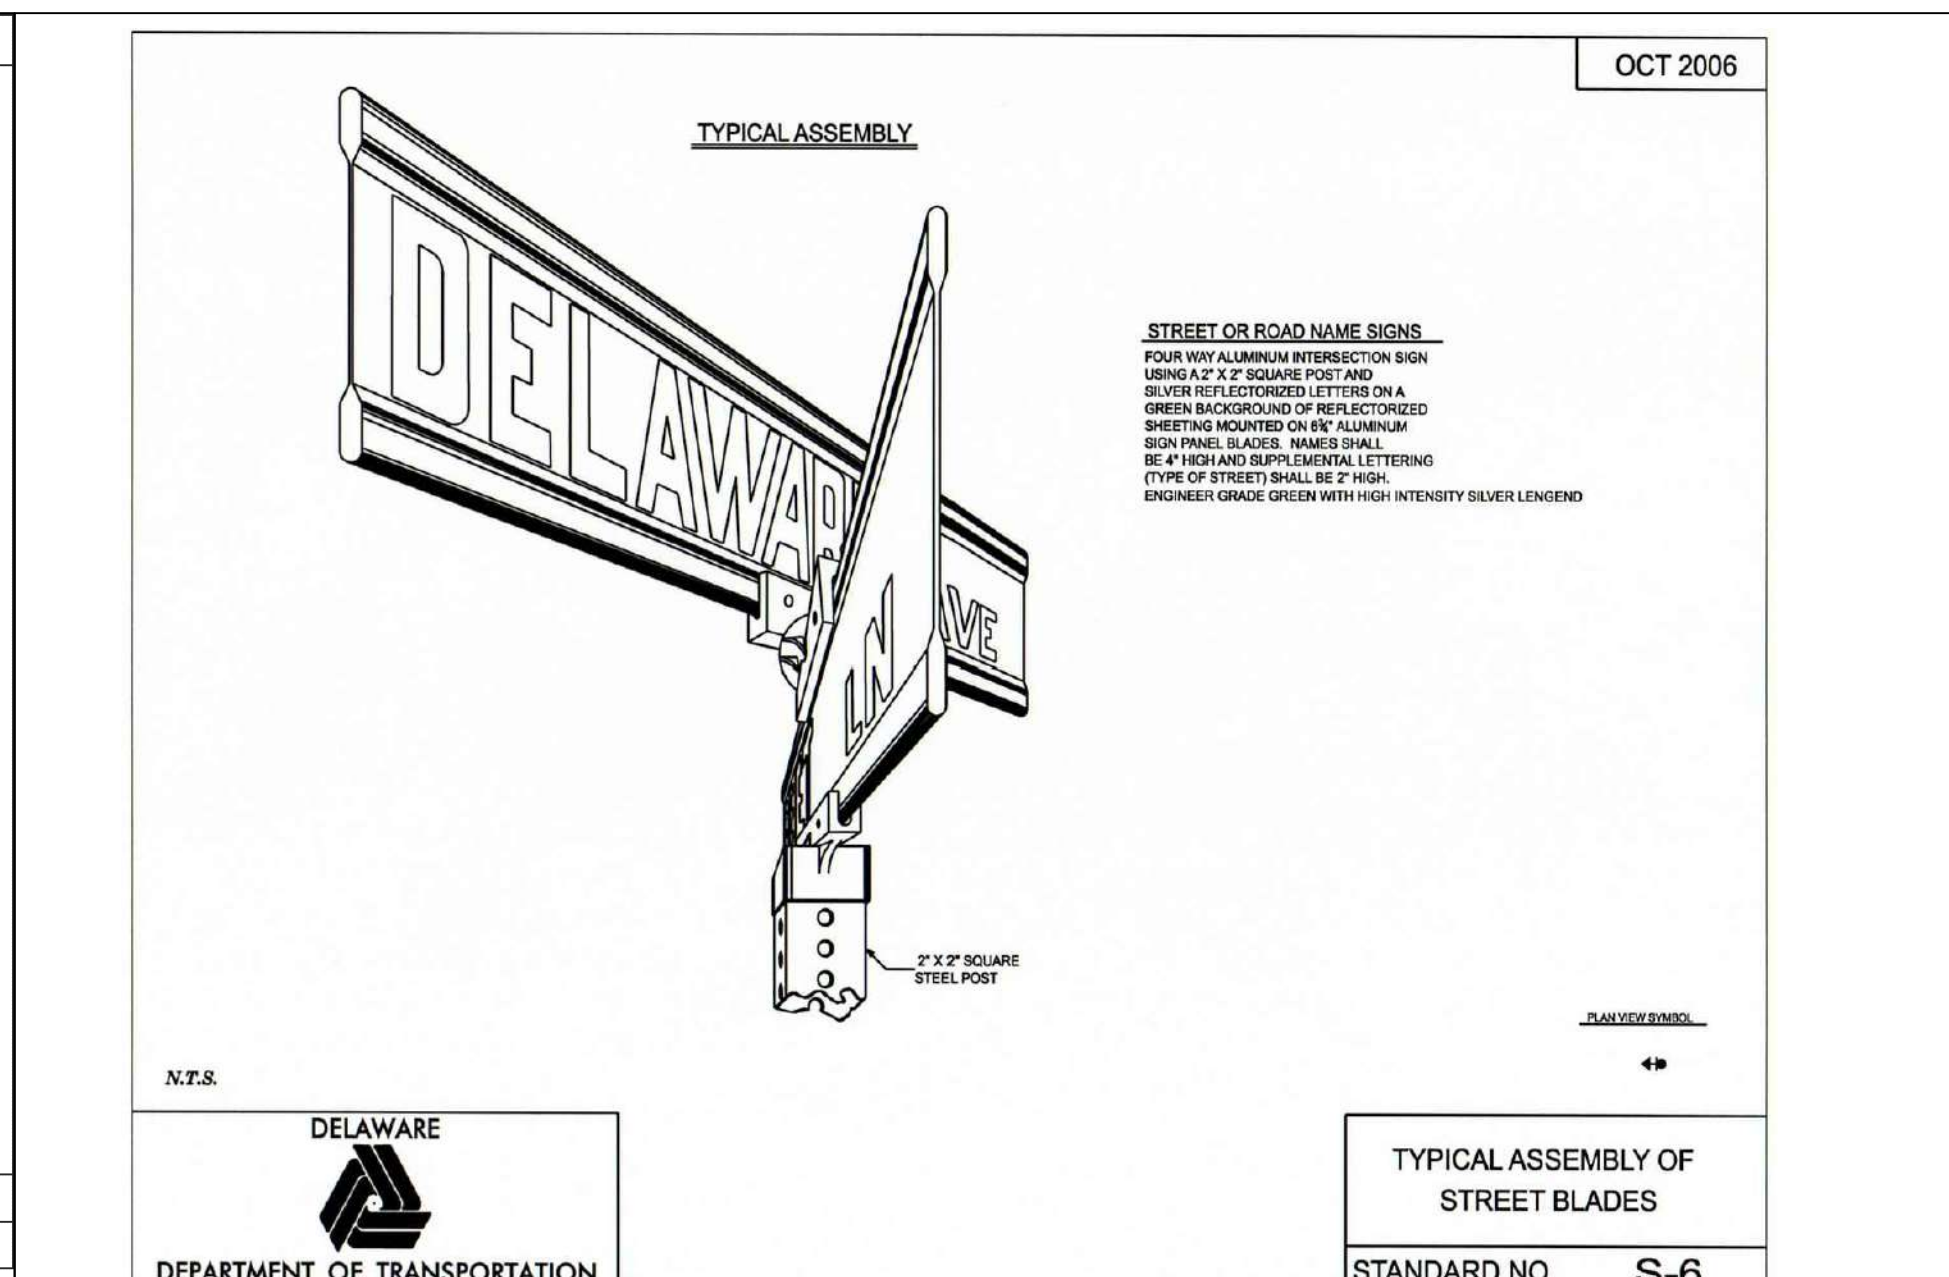 OCT 2006
TYPICAL ASSEMBLY
DELAWAR
AVE
LN
STREET OR ROAD NAME SIGNS
FOUR WAY ALUMINUM INTERSECTION SIGN
USING A 2" X 2" SQUARE POST AND
SILVER REFLECTORIZED LETTERS ON A
GREEN BACKGROUND OF REFLECTORIZED
SHEETING MOUNTED ON 6¾" ALUMINUM
SIGN PANEL BLADES. NAMES SHALL
BE 4" HIGH AND SUPPLEMENTAL LETTERING
(TYPE OF STREET) SHALL BE 2" HIGH.
ENGINEER GRADE GREEN WITH HIGH INTENSITY SILVER LENGEND
2" X 2" SQUARE
STEEL POST
PLAN VIEW SYMBOL
N.T.S.
DELAWARE
DEPARTMENT OF TRANSPORTATION
TYPICAL ASSEMBLY OF
STREET BLADES
STANDARD NO. S-6